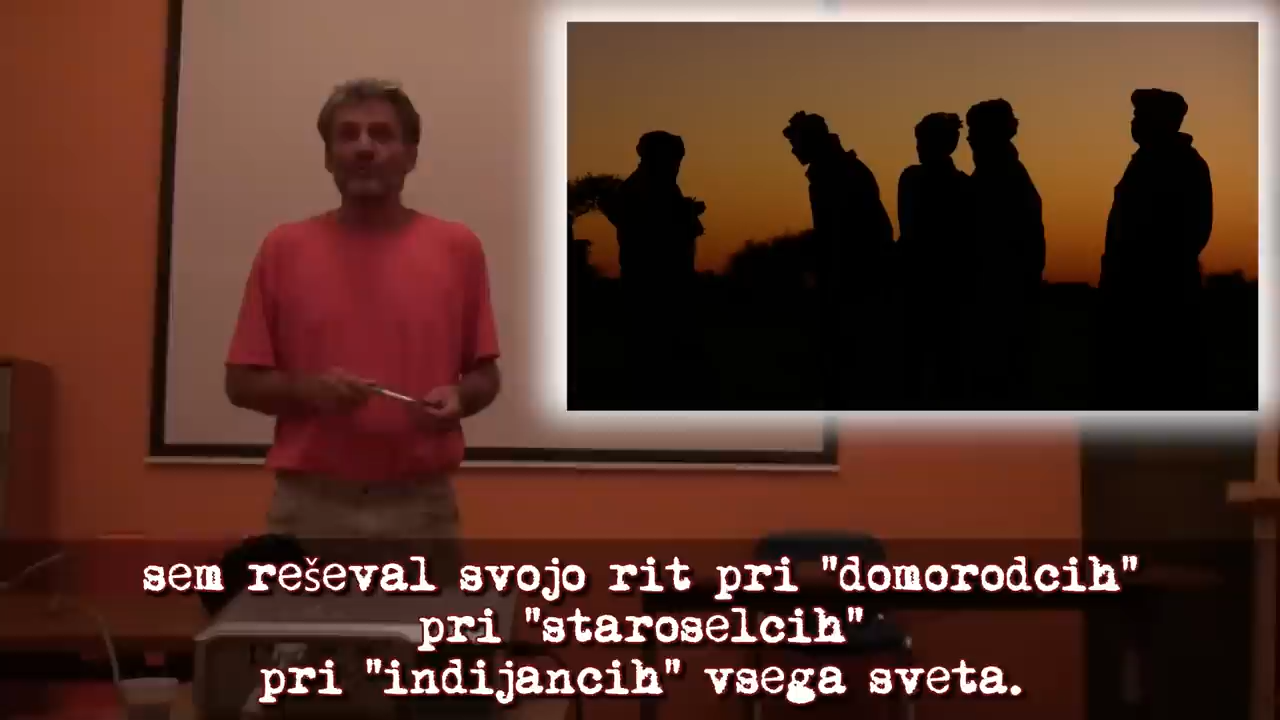 sem reševal svojo rit pri "domorodcih"
pri "staroselcih"
pri "indijancih" vsega sveta.